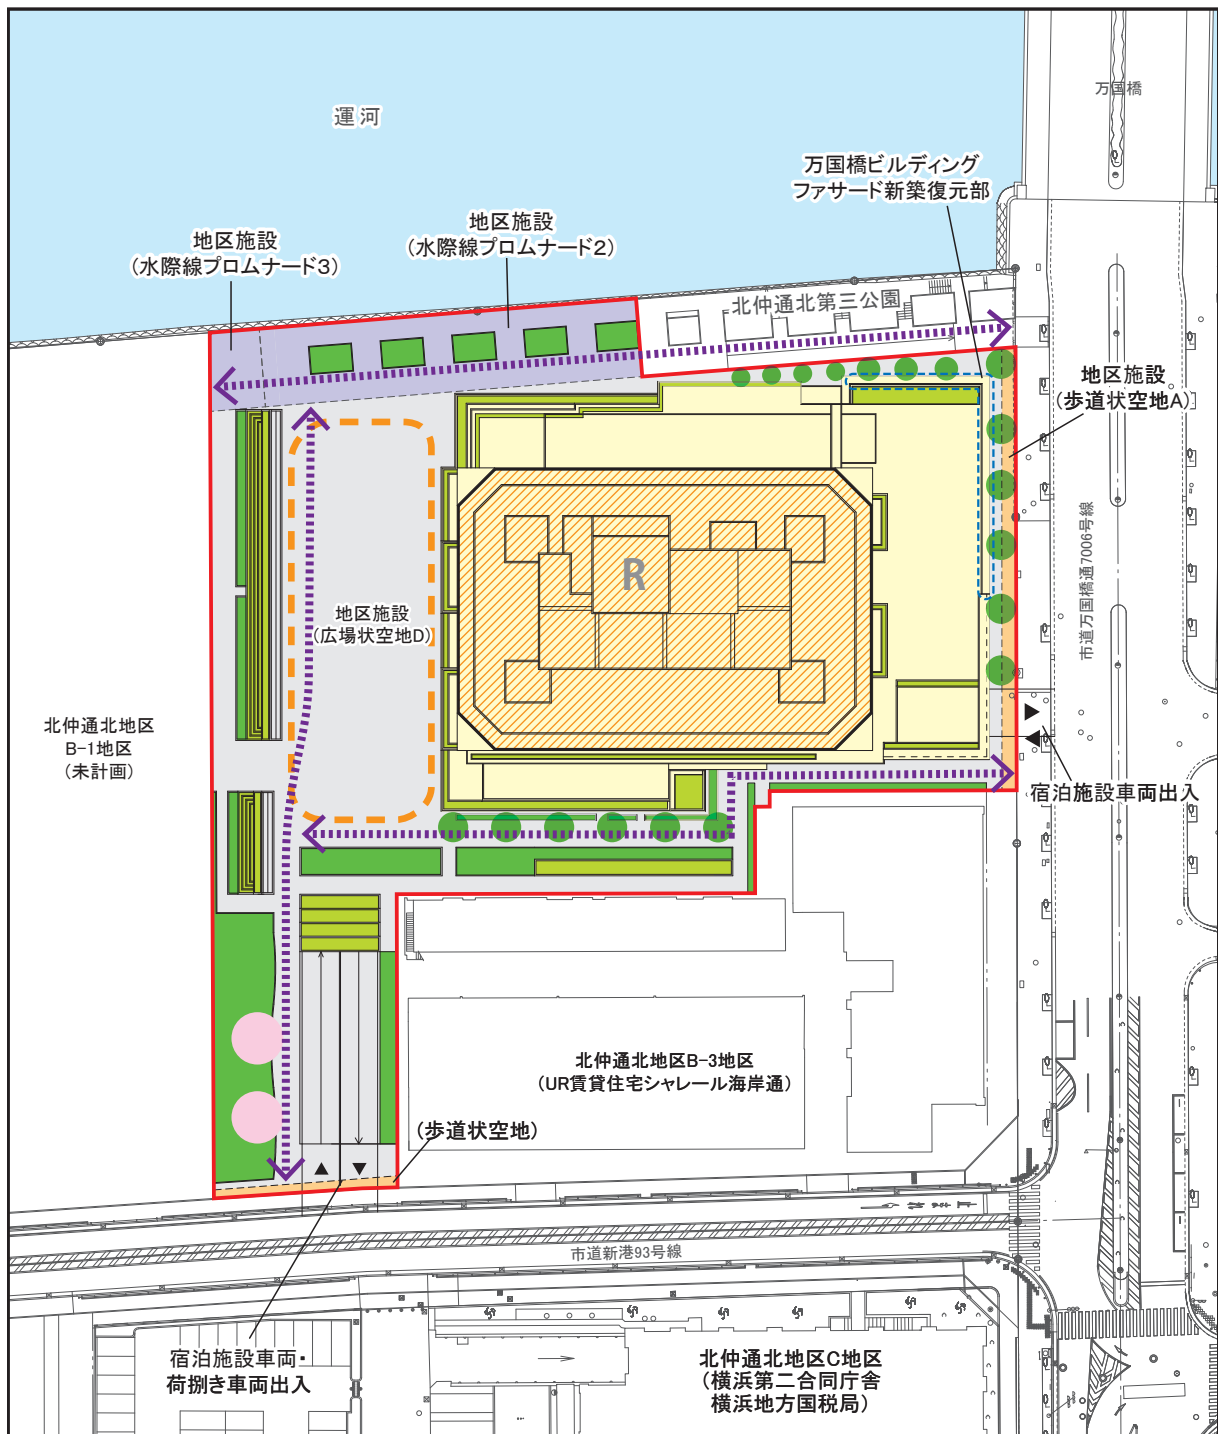 万国橋
運河
万国橋ビルディング
ファサード新築復元部
地区施設
(水際線プロムナード2)
地区施設
(水際線プロムナード3)
北仲通北第三公園
地区施設
(歩道状空地A)
市道万国橋通7006号線
R
地区施設
(広場状空地D)
北仲通北地区
B-1地区
(未計画)
宿泊施設車両出入
北仲通北地区B-3地区
(UR賃貸住宅シャレール海岸通)
(歩道状空地)
市道新港93号線
宿泊施設車両・
荷捌き車両出入
北仲通北地区C地区
(横浜第二合同庁舎
横浜地方国税局)